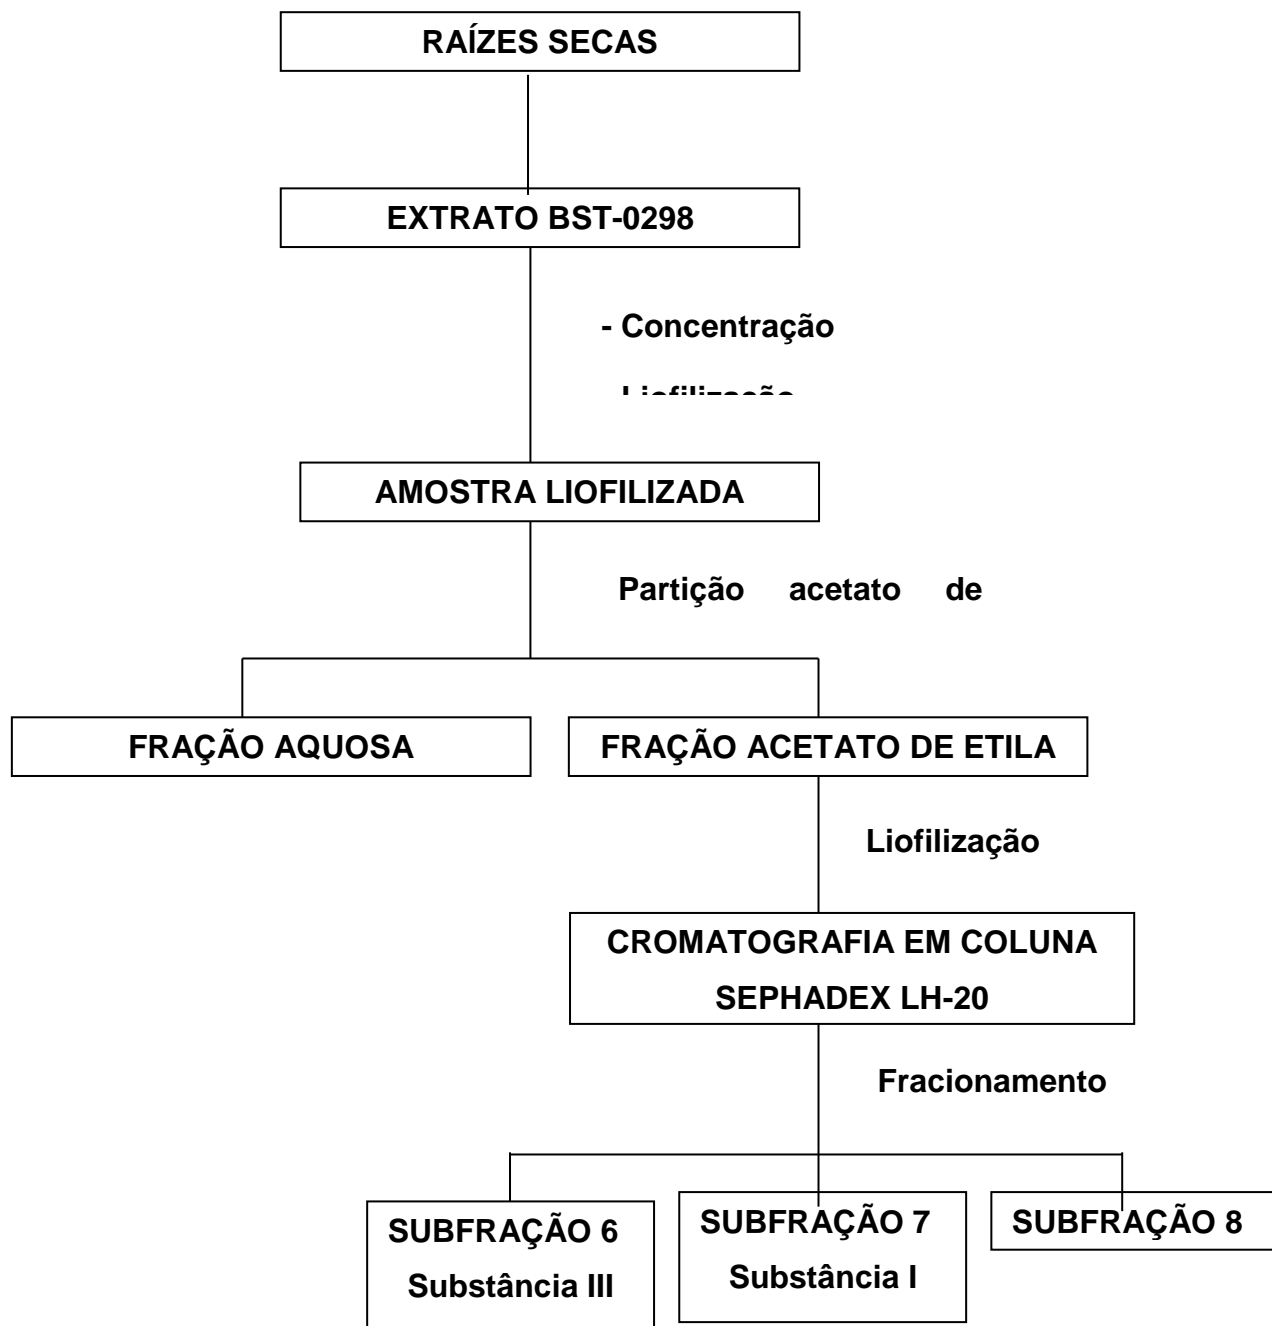 RAÍZES SECAS
EXTRATO BST-0298
- Concentração
Liofilização
AMOSTRA LIOFILIZADA
Partição acetato de
FRAÇÃO AQUOSA
FRAÇÃO ACETATO DE ETILA
Liofilização
CROMATOGRAFIA EM COLUNA
SEPHADEX LH-20
Fracionamento
SUBFRAÇÃO 6
Substância III
SUBFRAÇÃO 7
Substância I
SUBFRAÇÃO 8